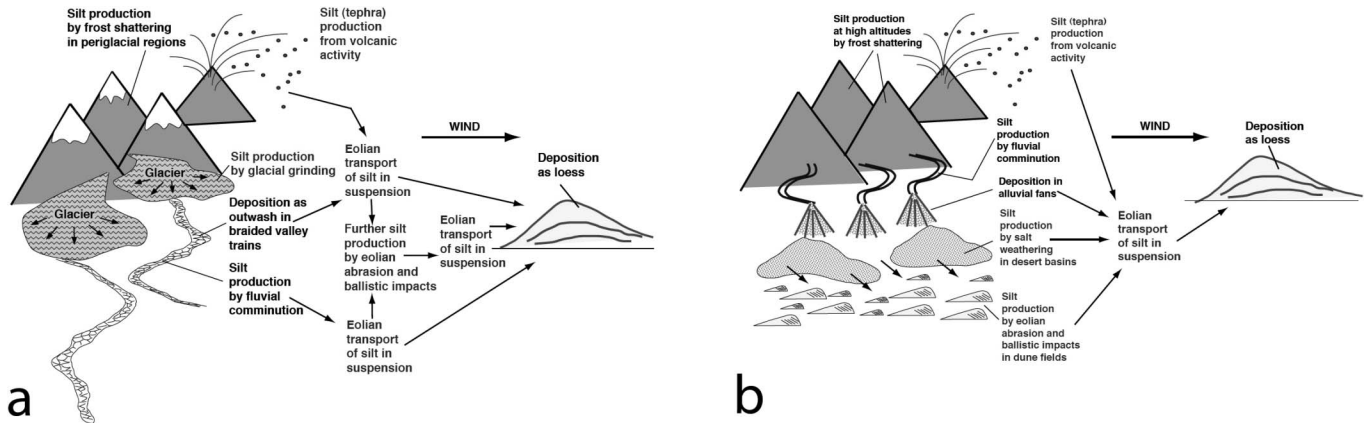 Silt production
by frost shattering
in periglacial regions
Silt (tephra)
production
from volcanic
activity
WIND
Silt production
by glacial grinding
Glacier
Glacier
Eolian
transport
of silt in
suspension
Deposition
as loess
Deposition as
outwash in
braided valley
trains
Further silt
production
by eolian
abrasion and
ballistic impacts
Eolian
transport
of silt in
suspension
Silt
production
by fluvial
comminution
Eolian
transport
of silt in
suspension
a
Silt production
at high altitudes
by frost shattering
Silt (tephra)
production
from volcanic
activity
WIND
Silt
production
by fluvial
comminution
Deposition
as loess
Deposition in
alluvial fans
Silt
production
by salt
weathering
in desert basins
Eolian
transport
of silt in
suspension
Silt
production
by eolian
abrasion and
ballistic impacts
in dune fields
b